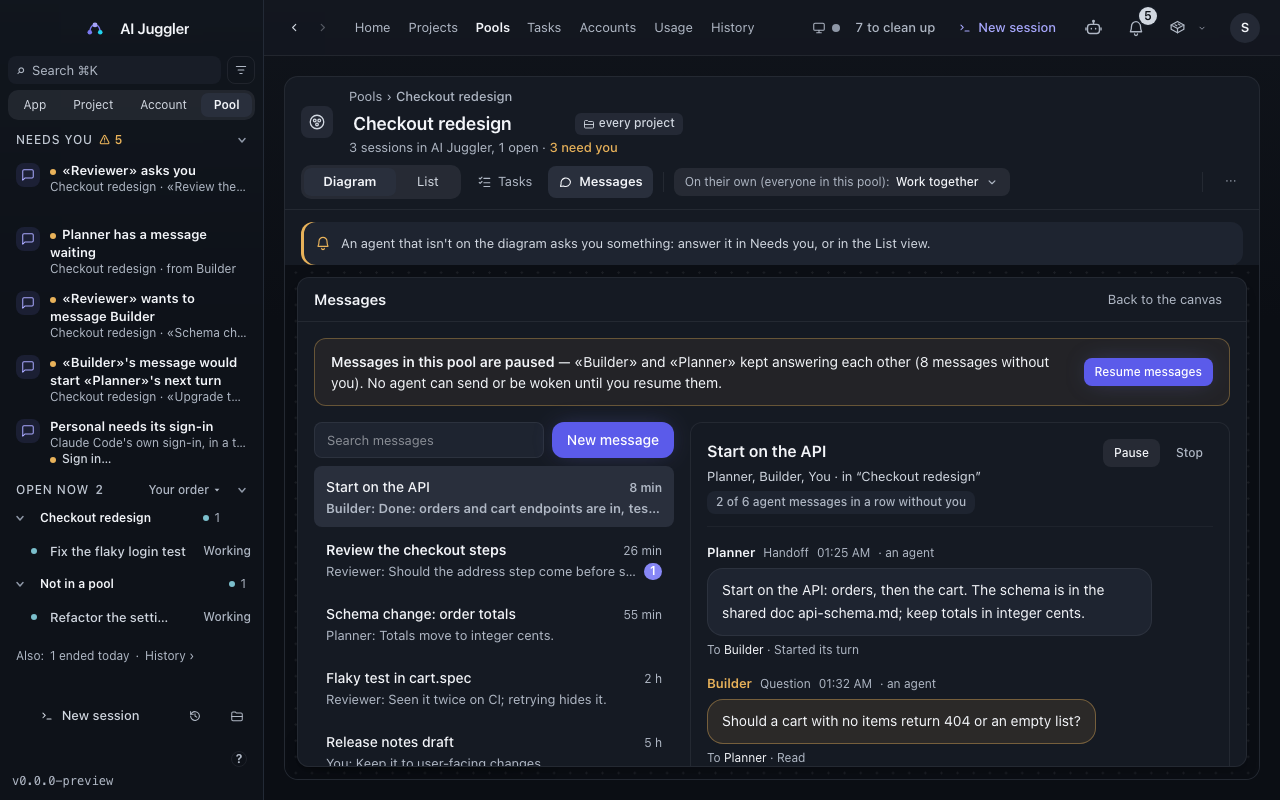 AI Juggler
Search ⌘K
App Project Account Pool
NEEDS YOU 5
«Reviewer» asks you
Checkout redesign · «Review the…
Planner has a message
waiting
Checkout redesign · from Builder
«Reviewer» wants to
message Builder
Checkout redesign · «Schema ch…
«Builder»'s message would
start «Planner»'s next turn
Checkout redesign · «Upgrade t…
Personal needs its sign-in
Claude Code's own sign-in, in a t…
Sign in…
OPEN NOW 2 Your order
Checkout redesign 1
Fix the flaky login test Working
Not in a pool 1
Refactor the setti… Working
Also: 1 ended today · History ›
New session
?
v0.0.0-preview
Home Projects Pools Tasks Accounts Usage History
7 to clean up New session 5 S
Pools › Checkout redesign
Checkout redesign every project
3 sessions in AI Juggler, 1 open · 3 need you
Diagram List Tasks Messages On their own (everyone in this pool): Work together ···
An agent that isn't on the diagram asks you something: answer it in Needs you, or in the List view.
Messages Back to the canvas
Messages in this pool are paused — «Builder» and «Planner» kept answering each other (8 messages without
you). No agent can send or be woken until you resume them.
Resume messages
Search messages New message
Start on the API 8 min
Builder: Done: orders and cart endpoints are in, tes…
Review the checkout steps 26 min
Reviewer: Should the address step come before s… 1
Schema change: order totals 55 min
Planner: Totals move to integer cents.
Flaky test in cart.spec 2 h
Reviewer: Seen it twice on CI; retrying hides it.
Release notes draft 5 h
You: Keep it to user-facing changes.
Start on the API Pause Stop
Planner, Builder, You · in “Checkout redesign”
2 of 6 agent messages in a row without you
Planner Handoff 01:25 AM · an agent
Start on the API: orders, then the cart. The schema is in the
shared doc api-schema.md; keep totals in integer cents.
To Builder · Started its turn
Builder Question 01:32 AM · an agent
Should a cart with no items return 404 or an empty list?
To Planner · Read